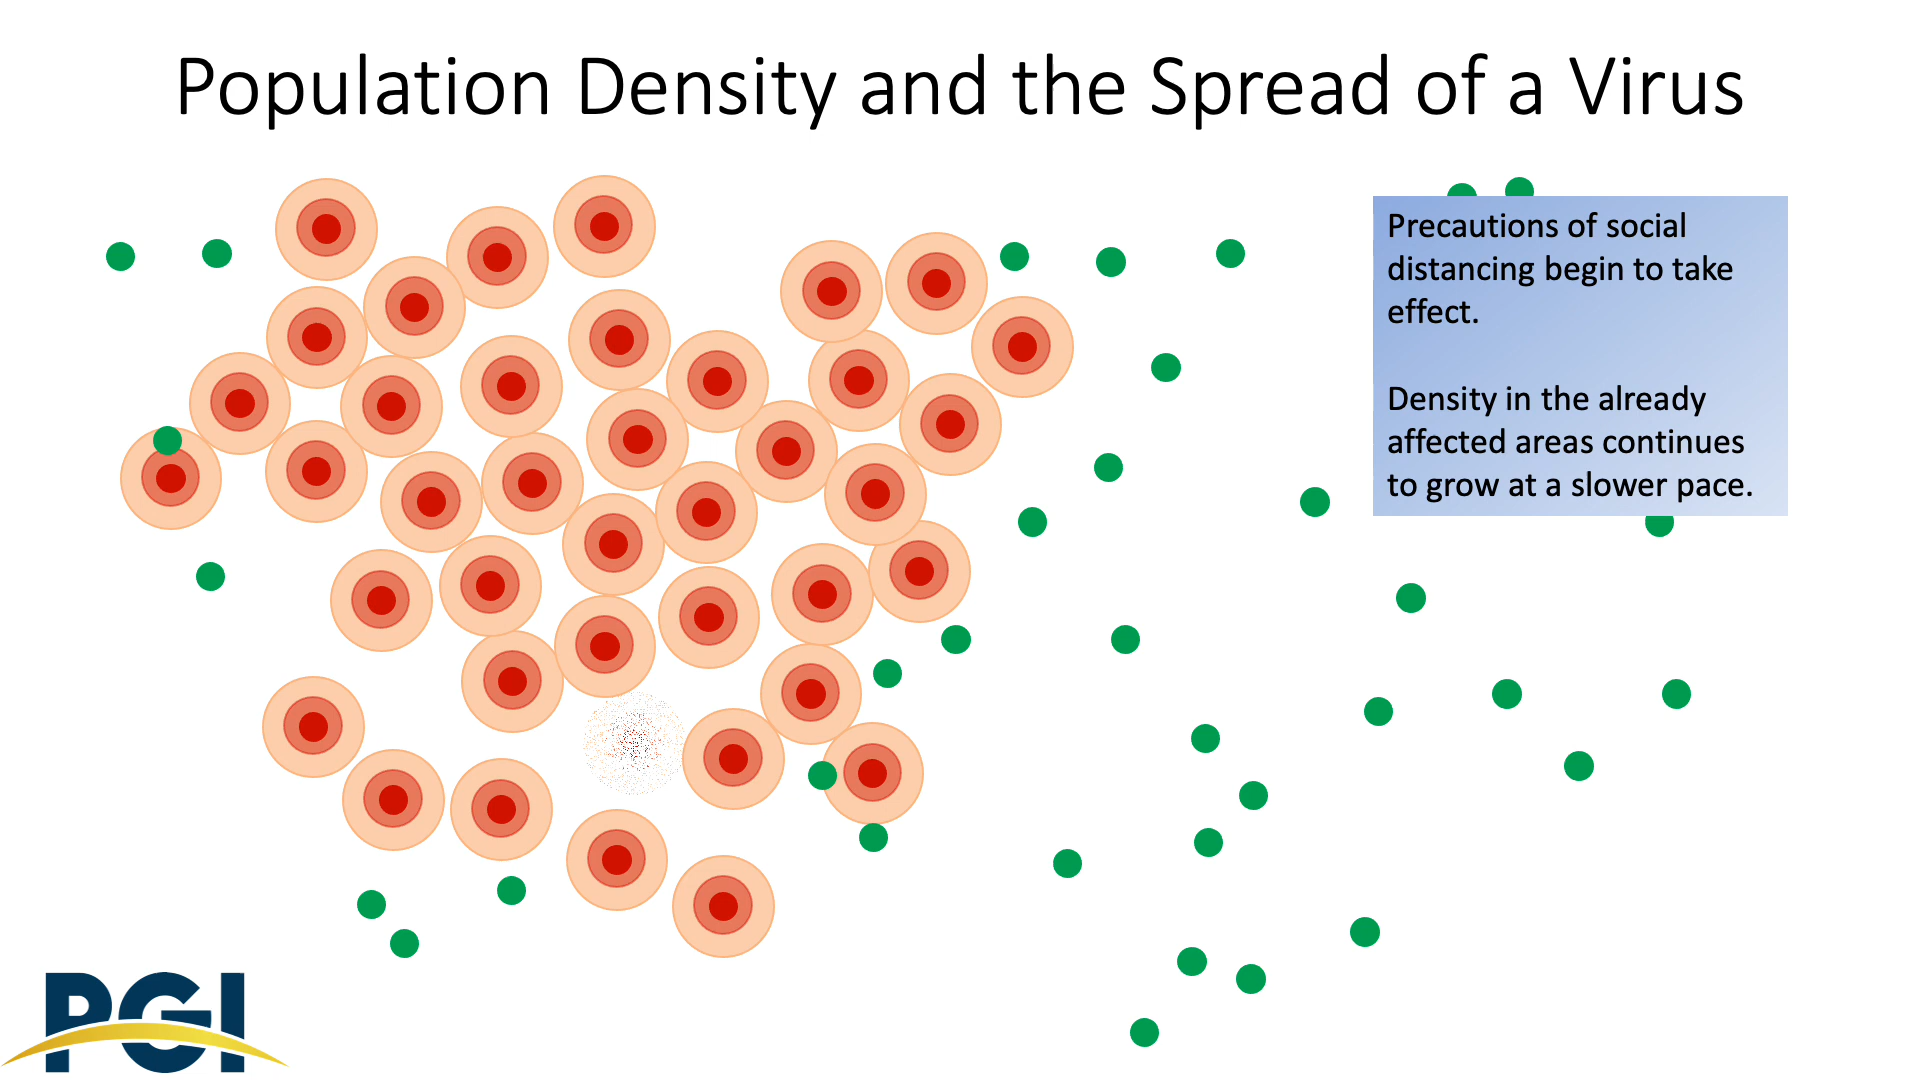 Population Density and the Spread of a Virus
Precautions of social
distancing begin to take
effect.
Density in the already
affected areas continues
to grow at a slower pace.
PGI